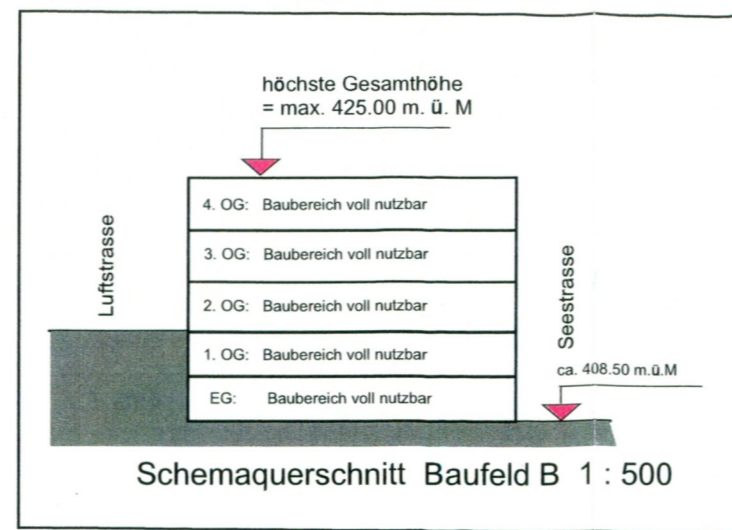 höchste Gesamthöhe
= max. 425.00 m. ü. M
4. OG: Baubereich voll nutzbar
3. OG: Baubereich voll nutzbar
2. OG: Baubereich voll nutzbar
1. OG: Baubereich voll nutzbar
EG: Baubereich voll nutzbar
Luftstrasse
Seestrasse
ca. 408.50 m.ü.M
Schemaquerschnitt Baufeld B 1 : 500